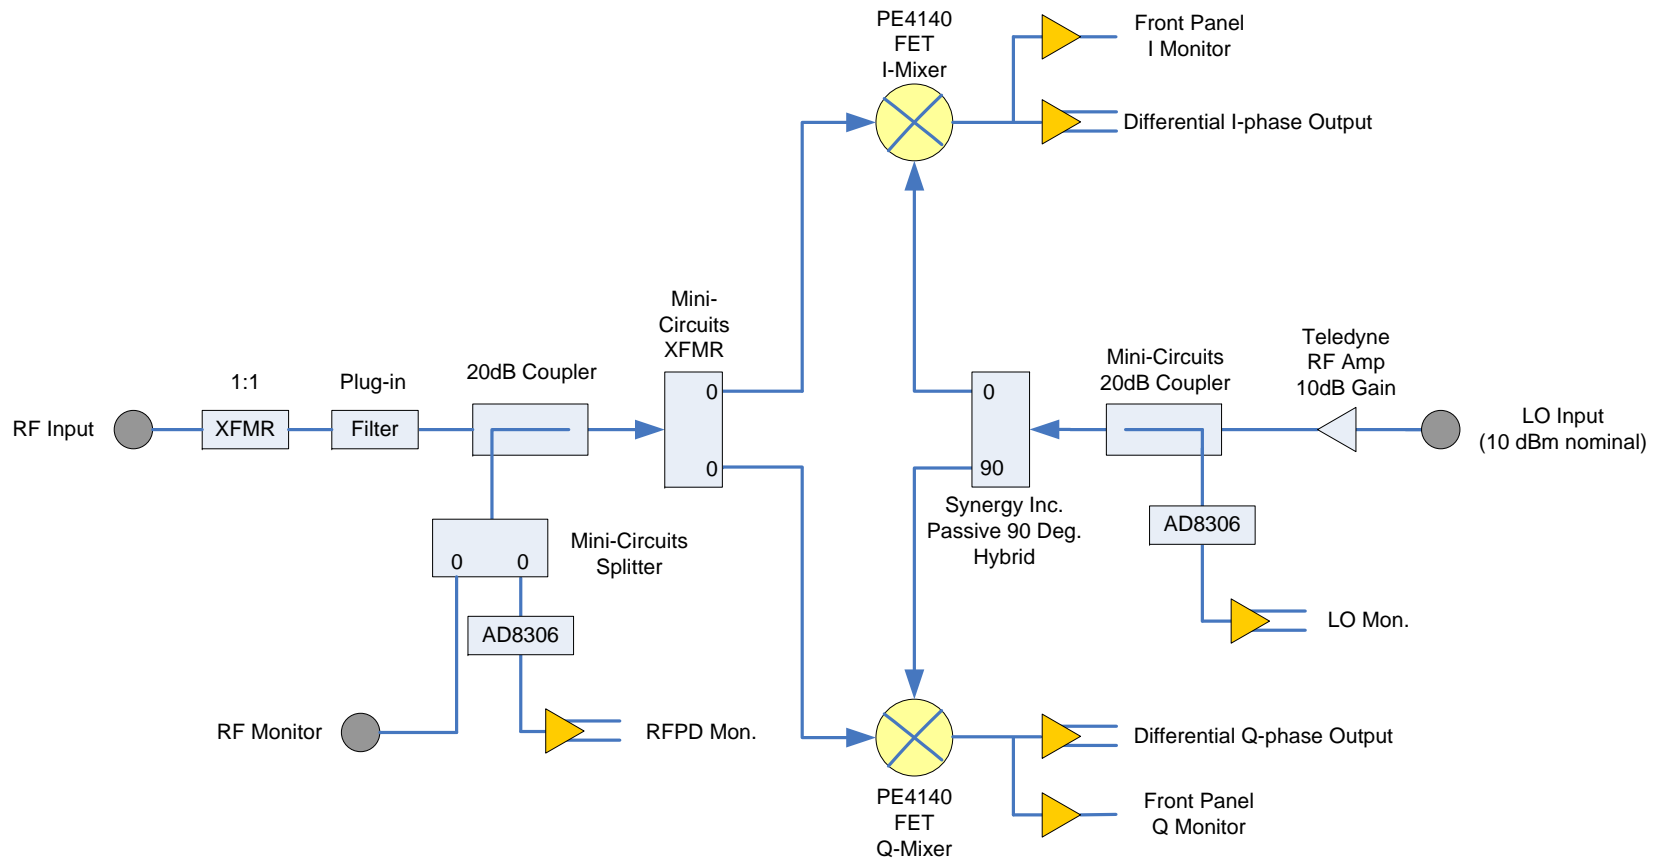 PE4140
FET
I-Mixer
Front Panel
I Monitor
Differential I-phase Output
Mini-
Circuits
XFMR
0
0
1:1
XFMR
Plug-in
Filter
20dB Coupler
RF Input
Mini-Circuits
Splitter
0
0
AD8306
RF Monitor
RFPD Mon.
0
90
Synergy Inc.
Passive 90 Deg.
Hybrid
Mini-Circuits
20dB Coupler
Teledyne
RF Amp
10dB Gain
LO Input
(10 dBm nominal)
AD8306
LO Mon.
Differential Q-phase Output
Front Panel
Q Monitor
PE4140
FET
Q-Mixer